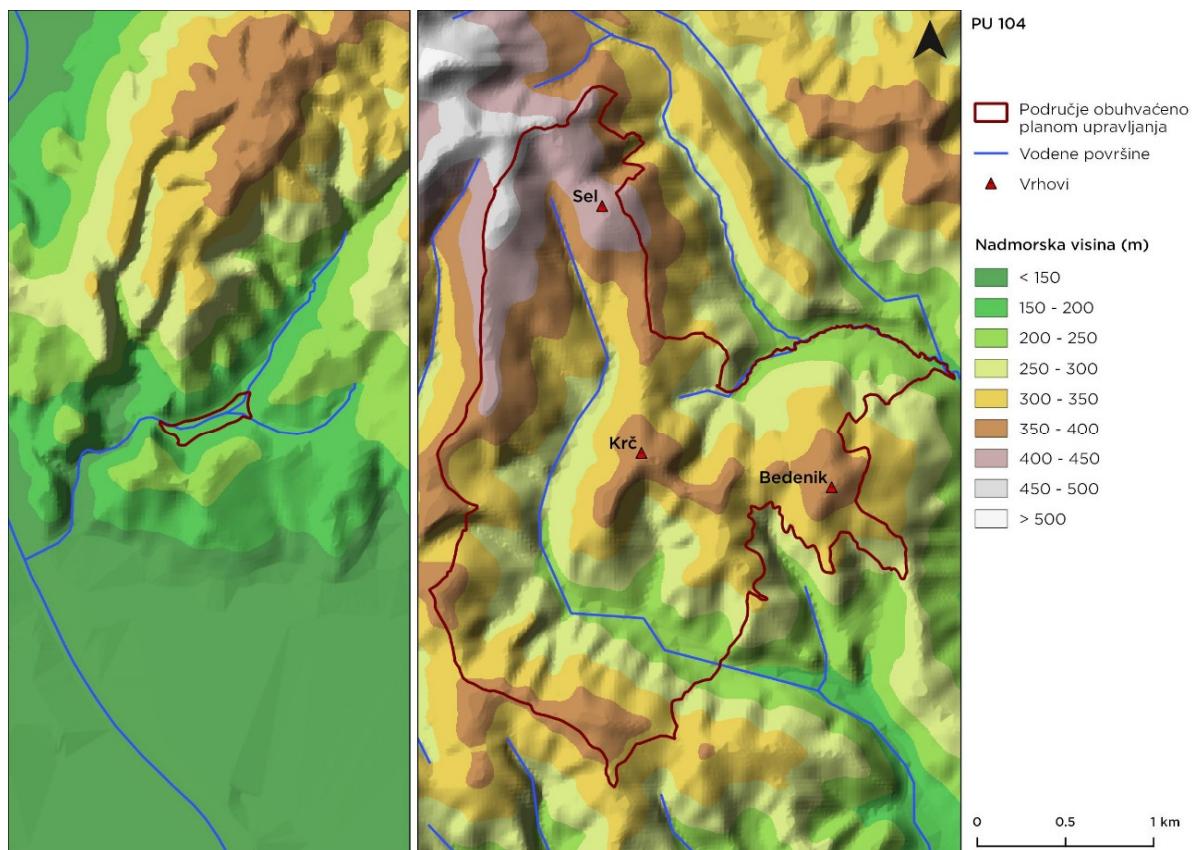 PU 104
Područje obuhvaćeno
planom upravljanja
Vodene površine
Vrhovi
Nadmorska visina (m)
< 150
150 - 200
200 - 250
250 - 300
300 - 350
350 - 400
400 - 450
450 - 500
> 500
Sel
Krč
Bedenik
0 0.5 1 km